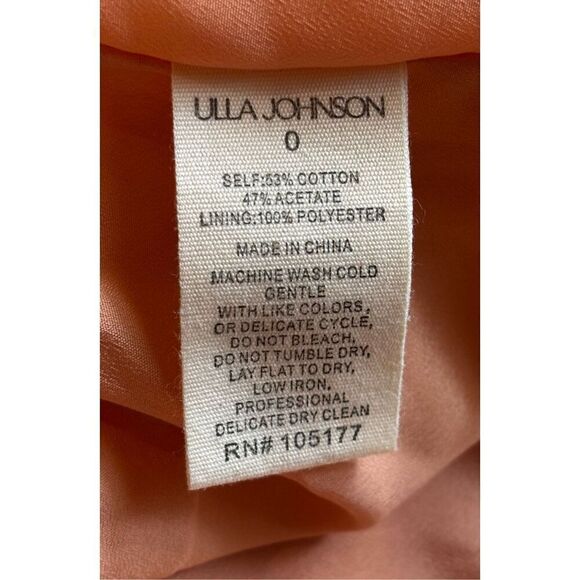 ULLA JOHNSON
0
SELF:53% COTTON
47% ACETATE
LINING:100% POLYESTER
MADE IN CHINA
MACHINE WASH COLD
GENTLE
WITH LIKE COLORS,
OR DELICATE CYCLE,
DO NOT BLEACH,
DO NOT TUMBLE DRY,
LAY FLAT TO DRY,
LOW IRON,
PROFESSIONAL
DELICATE DRY CLEAN
RN# 105177